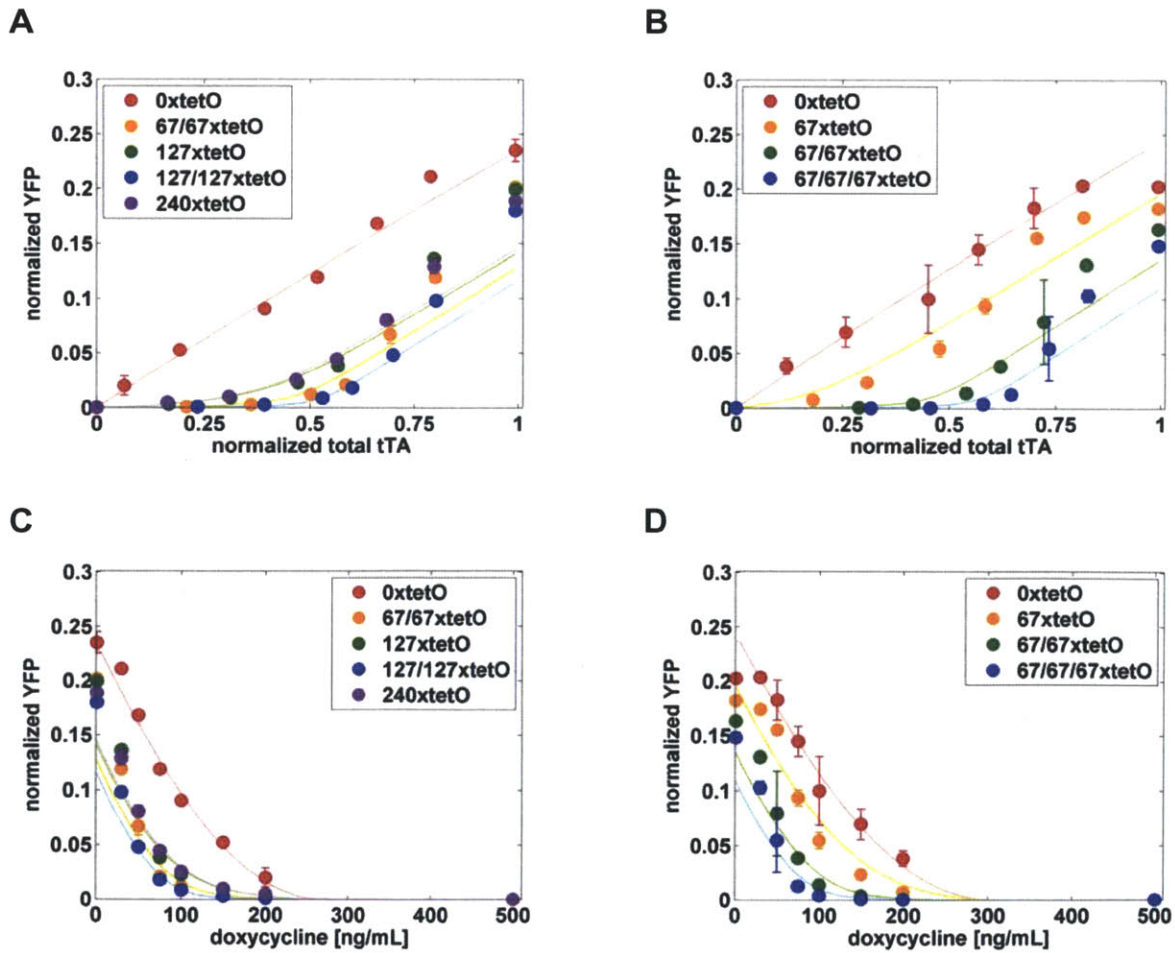 A
B
0.3
0.25
0.2
0.15
0.1
0.05
0
normalized YFP
0xtetO
67/67xtetO
127xtetO
127/127xtetO
240xtetO
0 0.25 0.5 0.75 1
normalized total tTA
0.3
0.25
0.2
0.15
0.1
0.05
0
normalized YFP
0xtetO
67xtetO
67/67xtetO
67/67/67xtetO
0 0.25 0.5 0.75 1
normalized total tTA
C
D
0.3
0.25
0.2
0.15
0.1
0.05
0
normalized YFP
0xtetO
67/67xtetO
127xtetO
127/127xtetO
240xtetO
0 100 200 300 400 500
doxycycline [ng/mL]
0.3
0.25
0.2
0.15
0.1
0.05
0
normalized YFP
0xtetO
67xtetO
67/67xtetO
67/67/67xtetO
0 100 200 300 400 500
doxycycline [ng/mL]